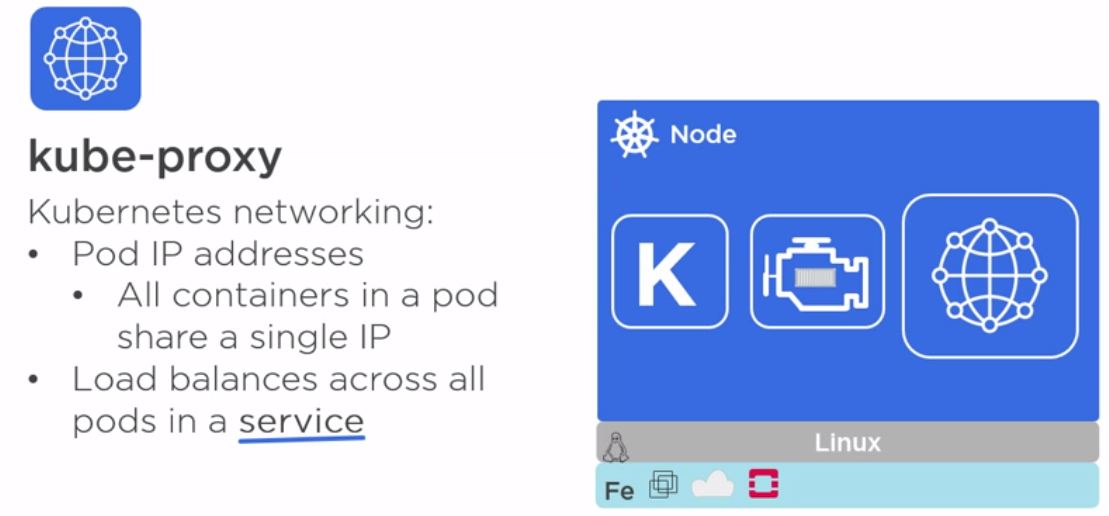 kube-proxy
Kubernetes networking:
• Pod IP addresses
• All containers in a pod
share a single IP
• Load balances across all
pods in a service
Node
K
Linux
Fe